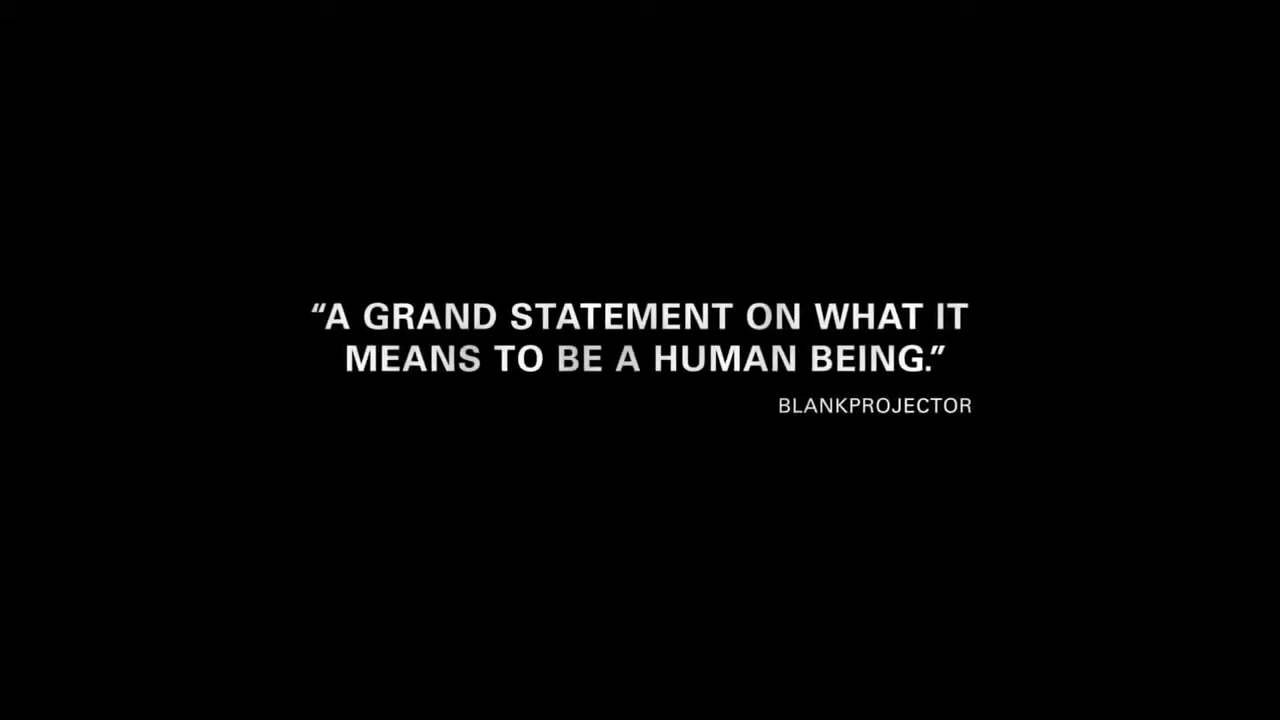 “A GRAND STATEMENT ON WHAT IT
MEANS TO BE A HUMAN BEING.”
BLANKPROJECTOR